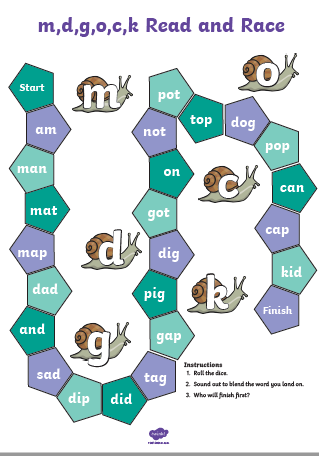 m,d,g,o,c,k Read and Race
Start
am
man
mat
map
dad
and
sad
dip
did
tag
gap
pig
dig
got
on
not
pot
top
dog
pop
can
cap
kid
Finish
m
o
c
d
k
g
Instructions
1. Roll the dice.
2. Sound out to blend the word you land on.
3. Who will finish first?
twinkl